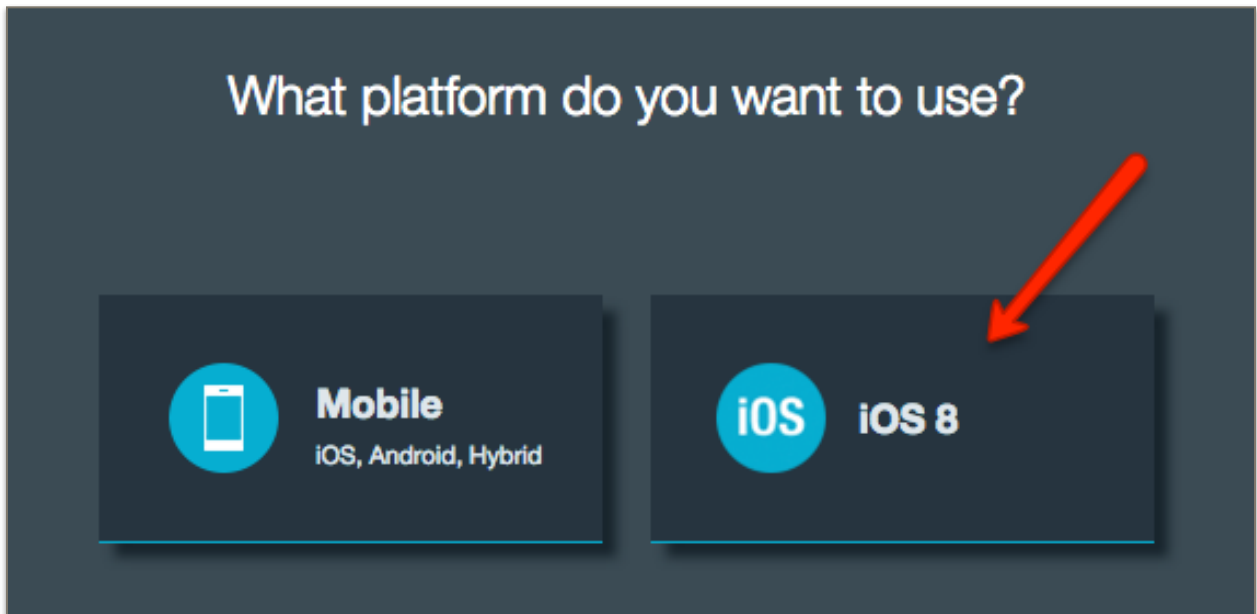 What platform do you want to use?
Mobile
iOS, Android, Hybrid
iOS
iOS 8